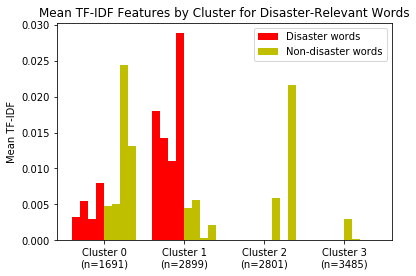 Mean TF-IDF Features by Cluster for Disaster-Relevant Words
Disaster words
Non-disaster words
Mean TF-IDF
0.030
0.025
0.020
0.015
0.010
0.005
0.000
Cluster 0
(n=1691)
Cluster 1
(n=2899)
Cluster 2
(n=2801)
Cluster 3
(n=3485)